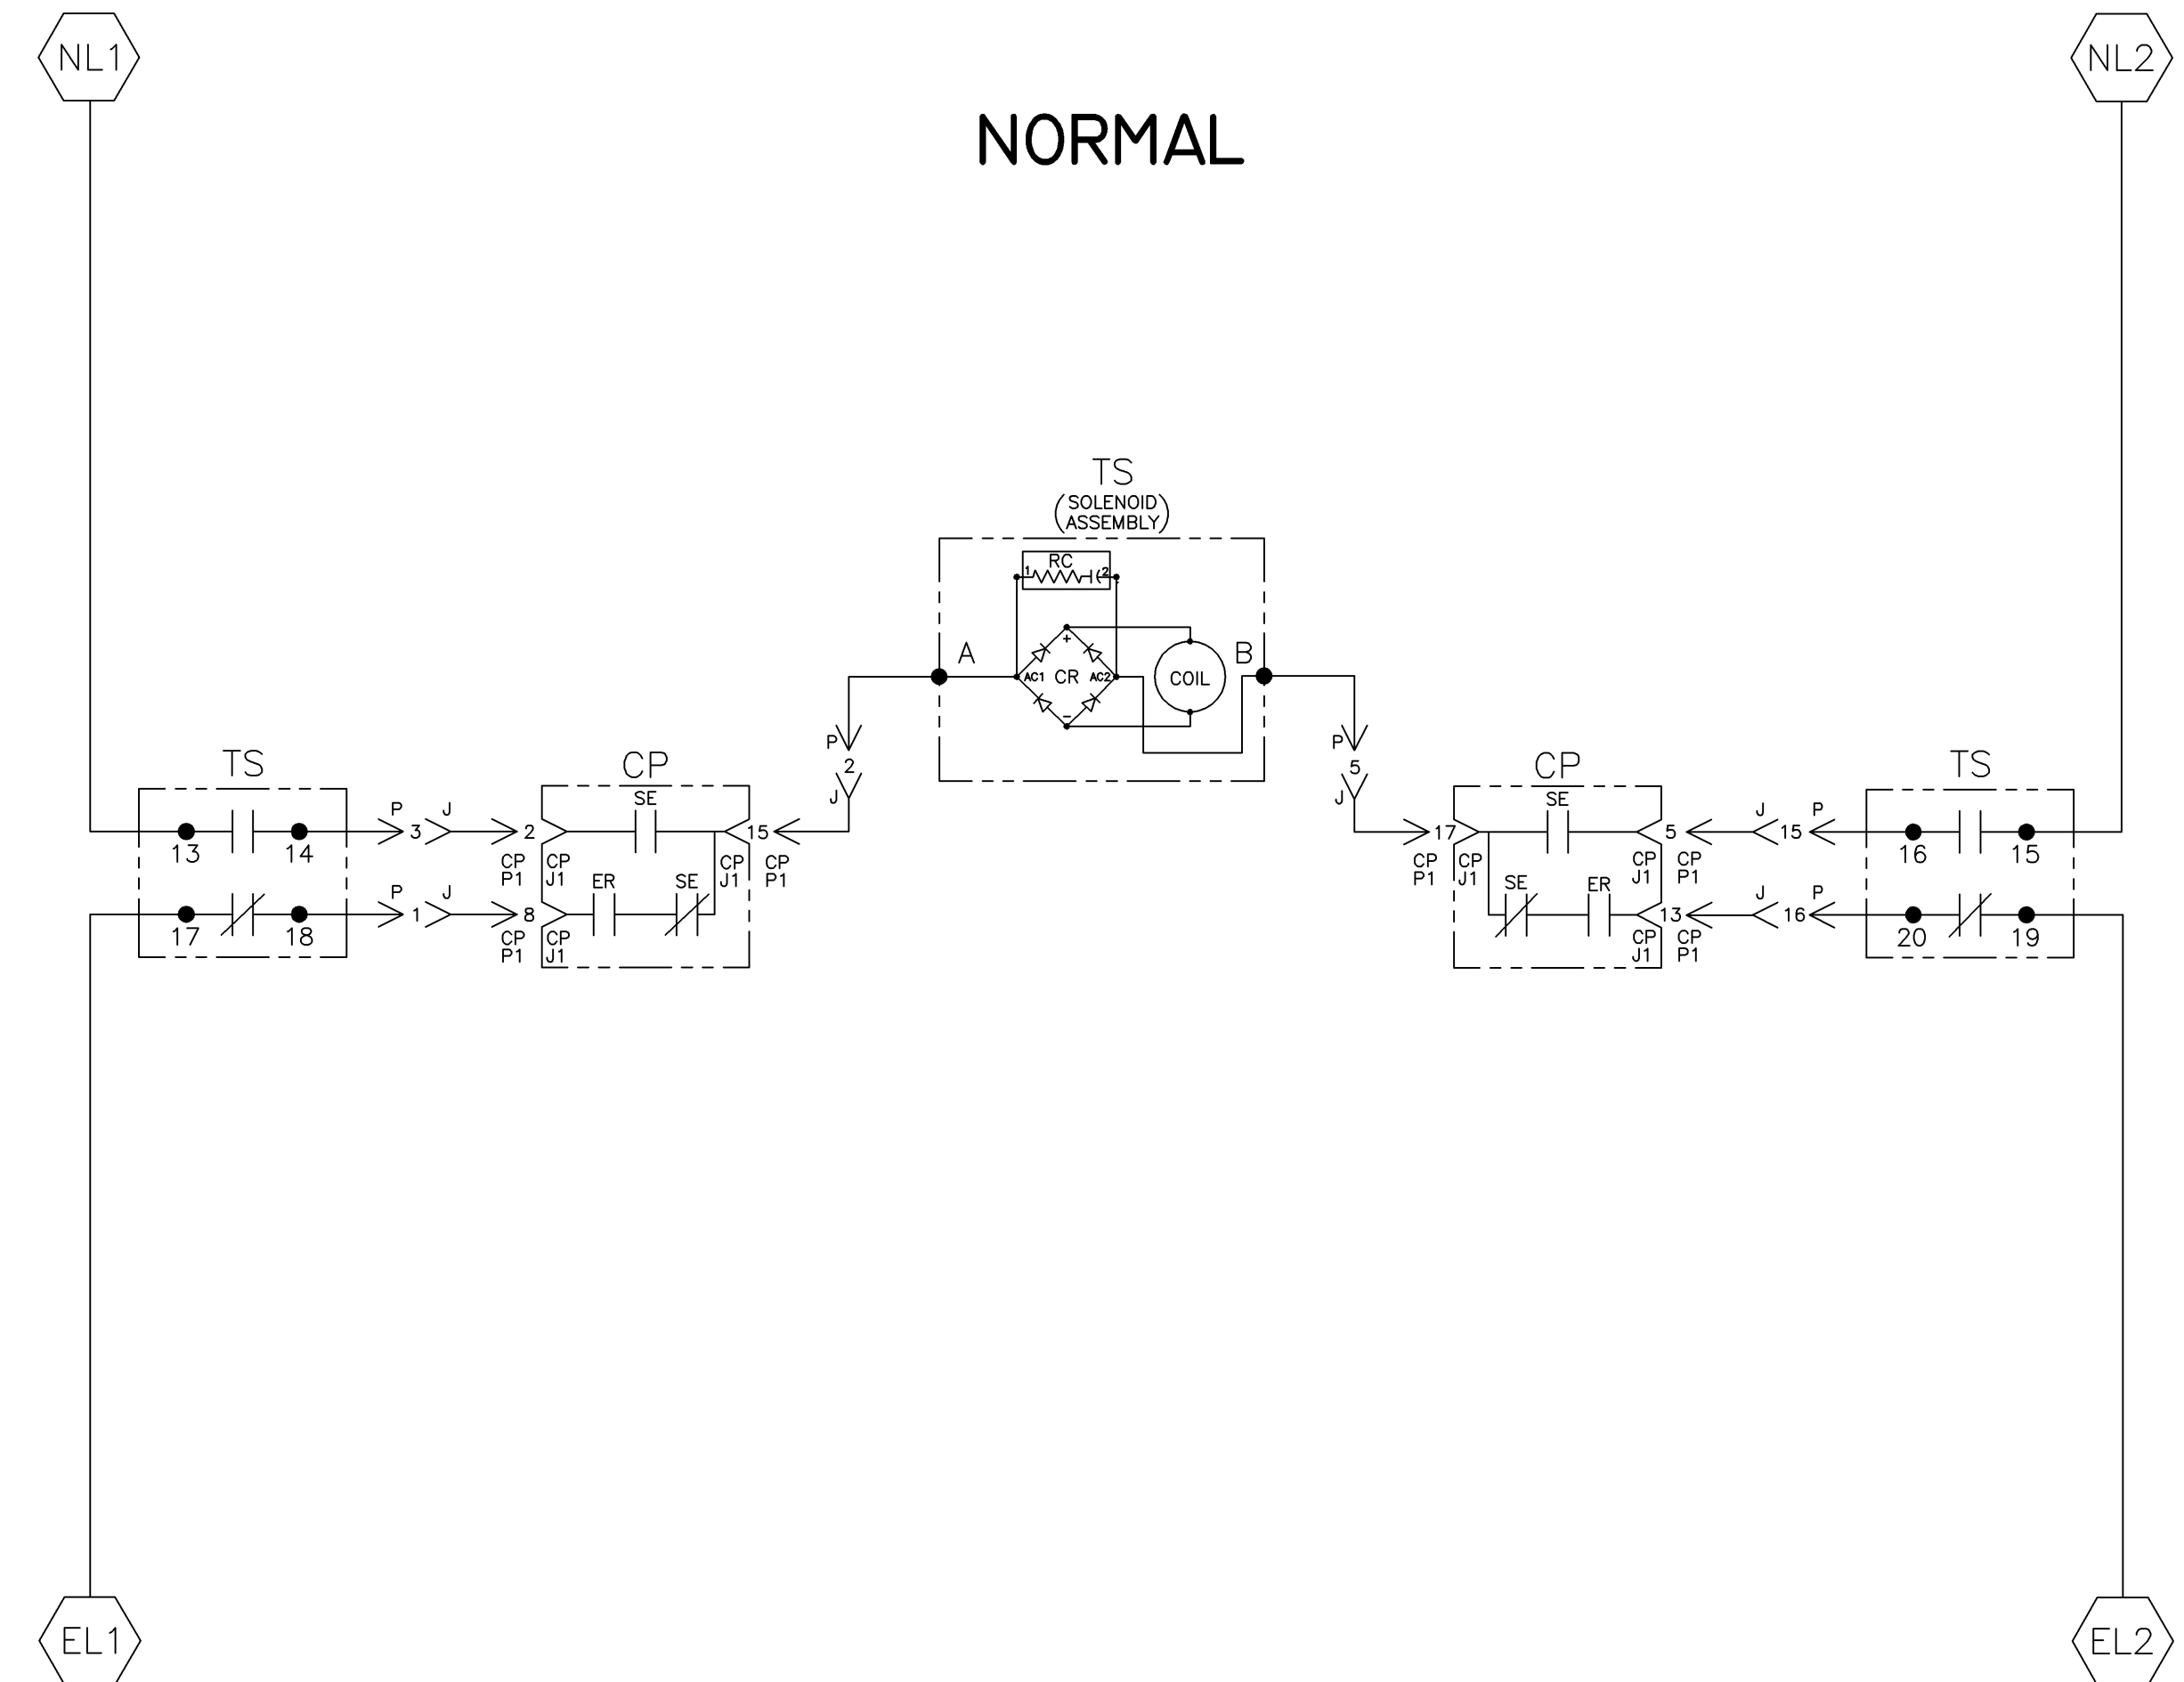 NL1
NL2
NORMAL
TS
(SOLENOID
ASSEMBLY)
RC
1
2
A
+
B
AC1
CR
AC2
COIL
-
P
2
J
P
5
J
TS
CP
CP
TS
SE
SE
P
J
J
P
3
2
15
17
5
15
13
14
16
15
CP
P1
CP
J1
CP
J1
CP
P1
CP
P1
CP
J1
CP
J1
CP
P1
ER
SE
SE
ER
P
J
J
P
1
8
13
16
17
18
20
19
CP
P1
CP
J1
CP
J1
CP
P1
EL1
EL2